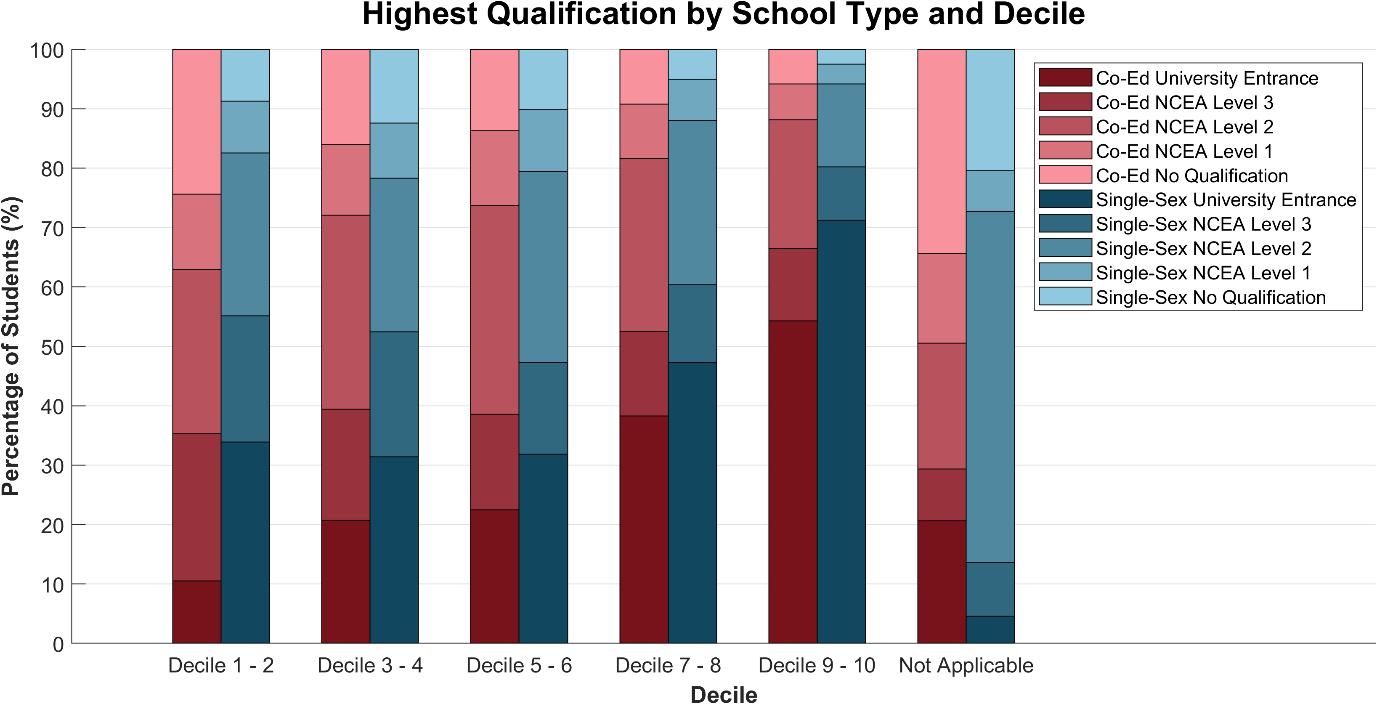 Highest Qualification by School Type and Decile
Percentage of Students (%)
100
90
80
70
60
50
40
30
20
10
0
Co-Ed University Entrance
Co-Ed NCEA Level 3
Co-Ed NCEA Level 2
Co-Ed NCEA Level 1
Co-Ed No Qualification
Single-Sex University Entrance
Single-Sex NCEA Level 3
Single-Sex NCEA Level 2
Single-Sex NCEA Level 1
Single-Sex No Qualification
Decile 1 - 2
Decile 3 - 4
Decile 5 - 6
Decile 7 - 8
Decile 9 - 10
Not Applicable
Decile